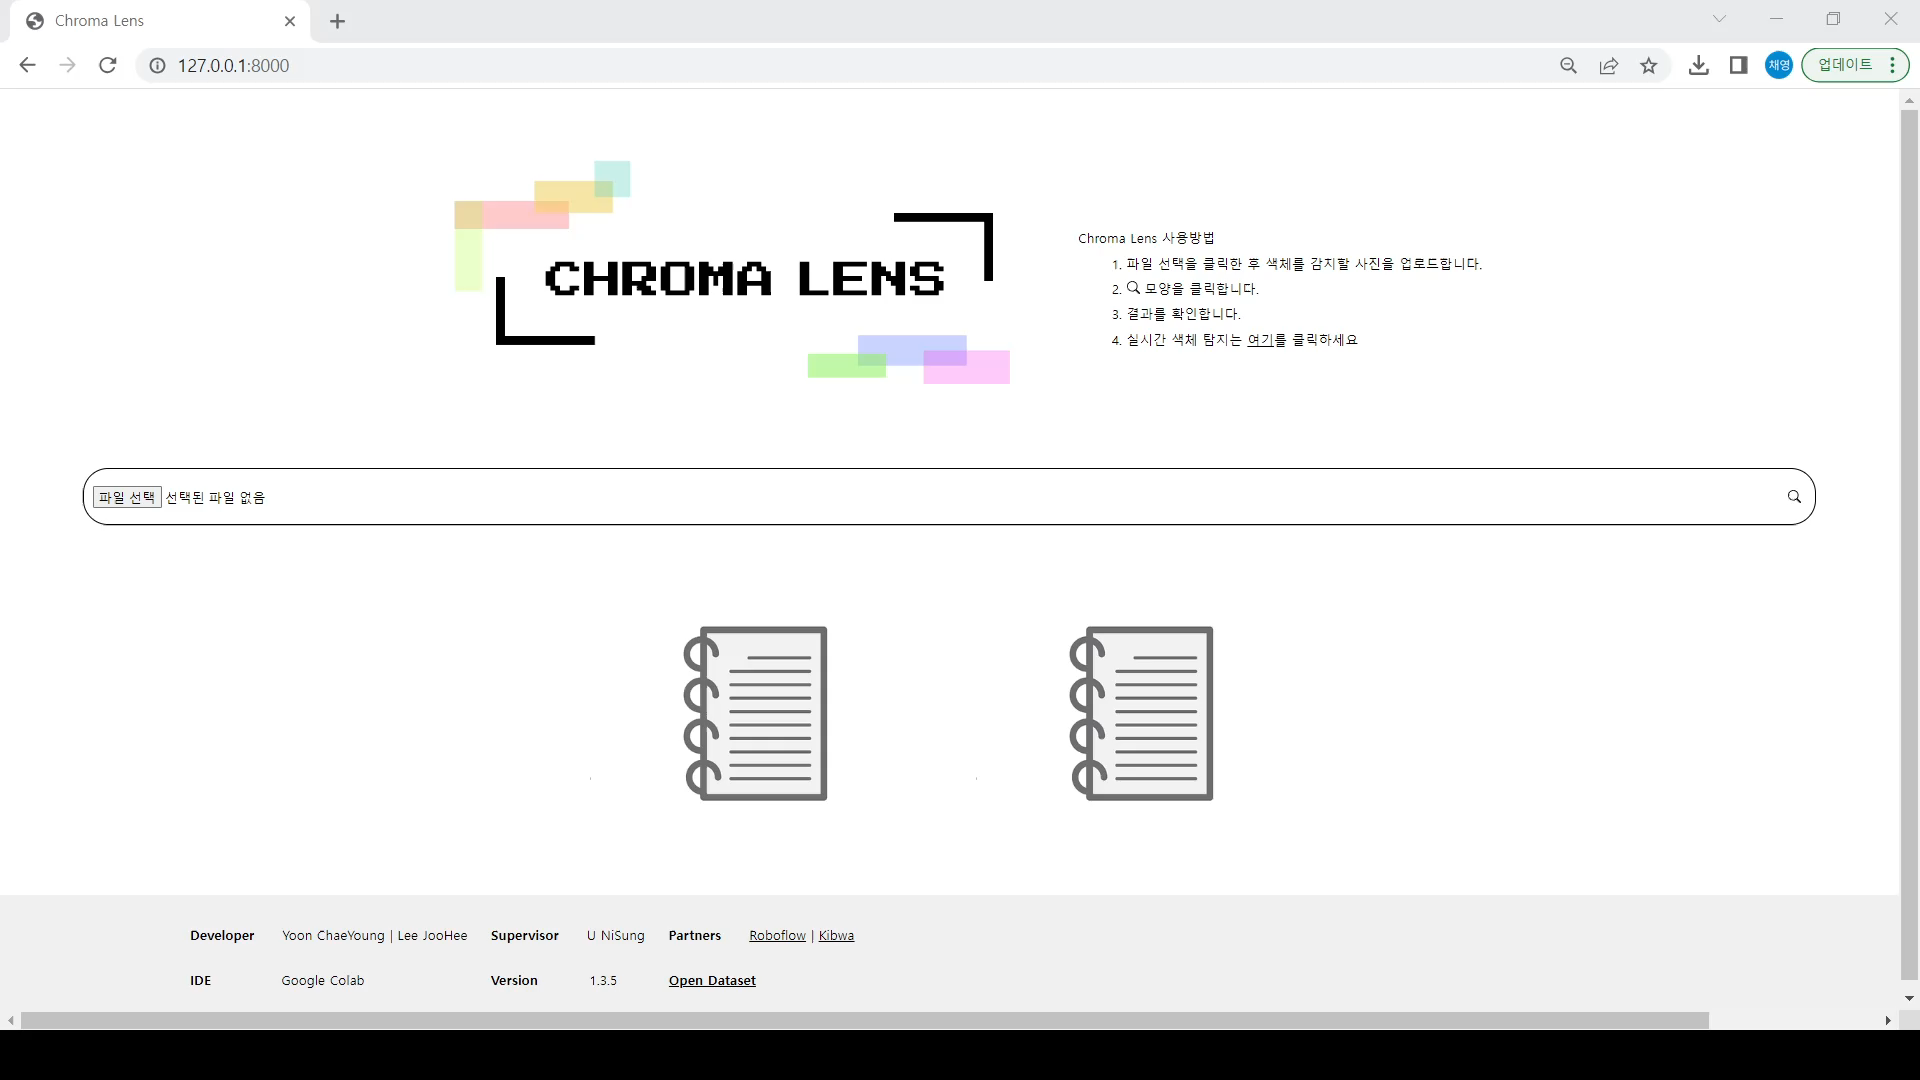 Chroma Lens
127.0.0.1:8000
채영
업데이트
CHROMA LENS
Chroma Lens 사용방법
1. 파일 선택을 클릭한 후 색체를 감지할 사진을 업로드합니다.
2. 모양을 클릭합니다.
3. 결과를 확인합니다.
4. 실시간 색체 탐지는 여기를 클릭하세요
파일 선택 선택된 파일 없음
Developer Yoon ChaeYoung | Lee JooHee Supervisor U NiSung Partners Roboflow | Kibwa
IDE Google Colab Version 1.3.5 Open Dataset